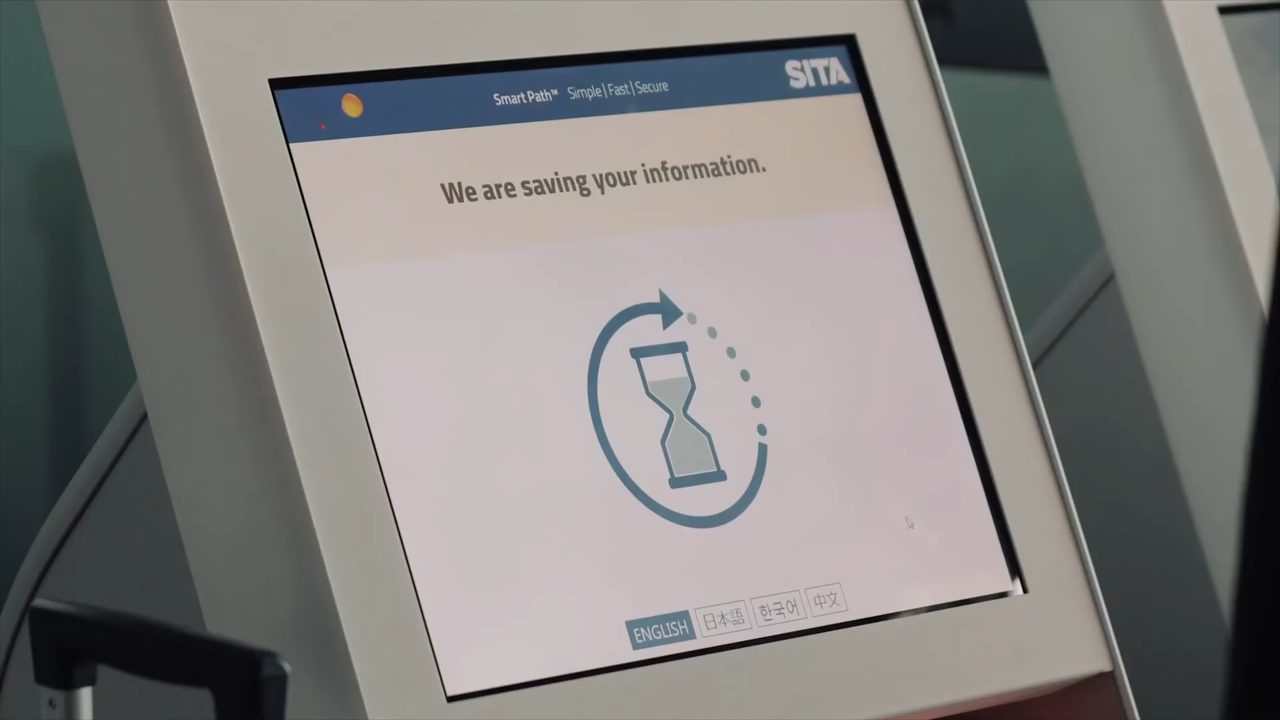 Smart Path™ Simple | Fast | Secure
SITA
We are saving your information.
ENGLISH 日本語 한국어 中文